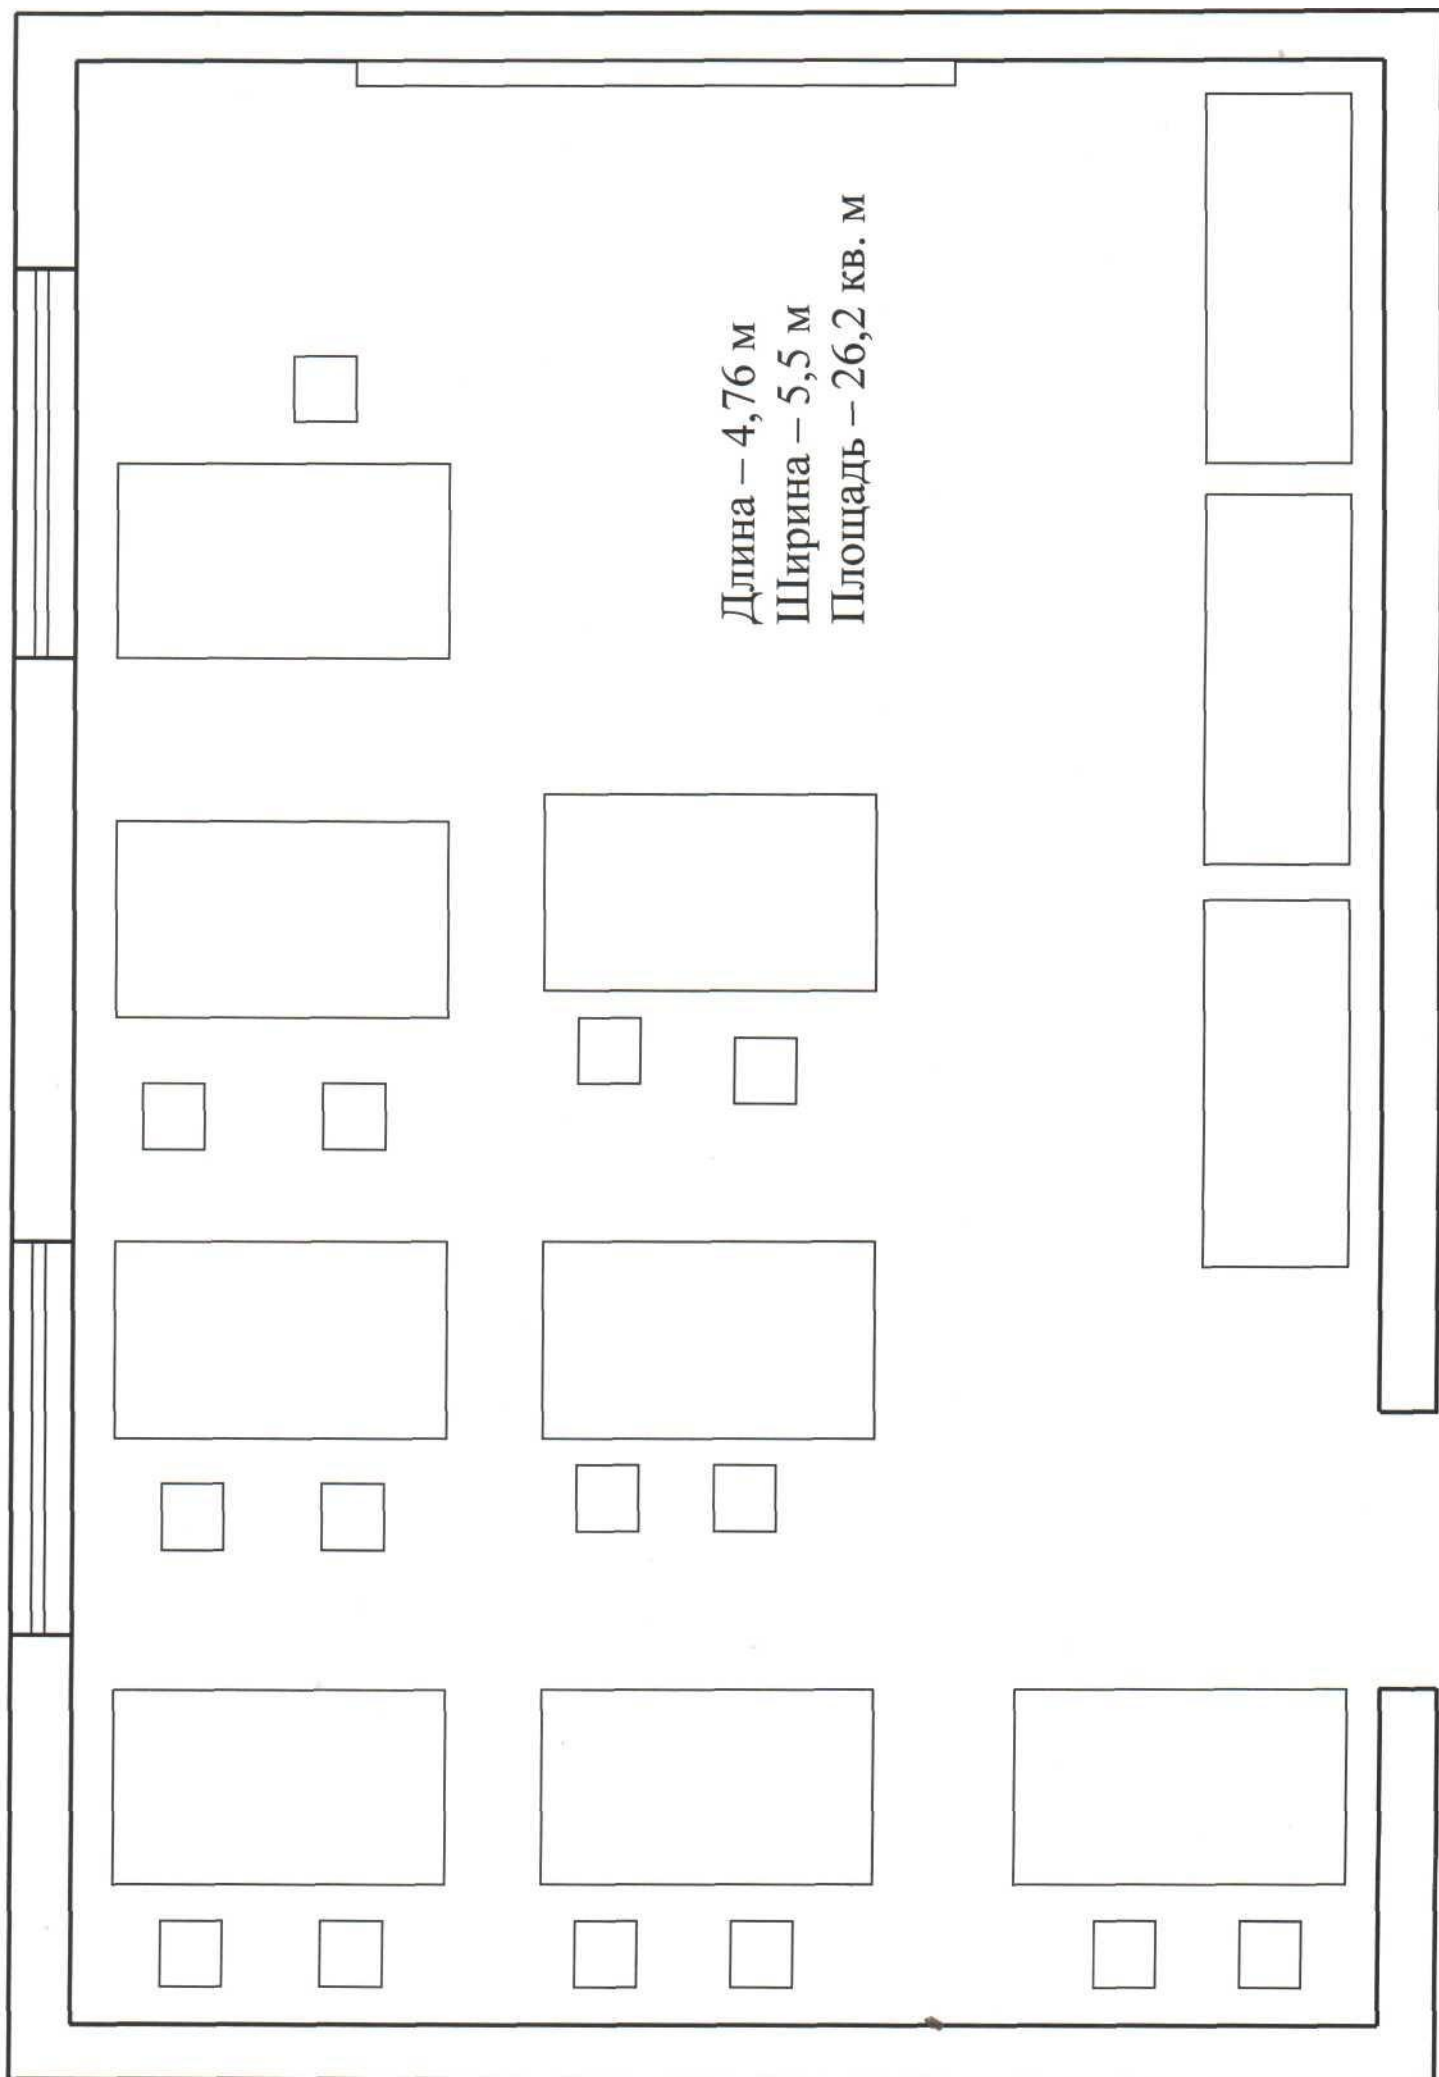 Длина – 4,76 м
Ширина – 5,5 м
Площадь – 26,2 кв. м